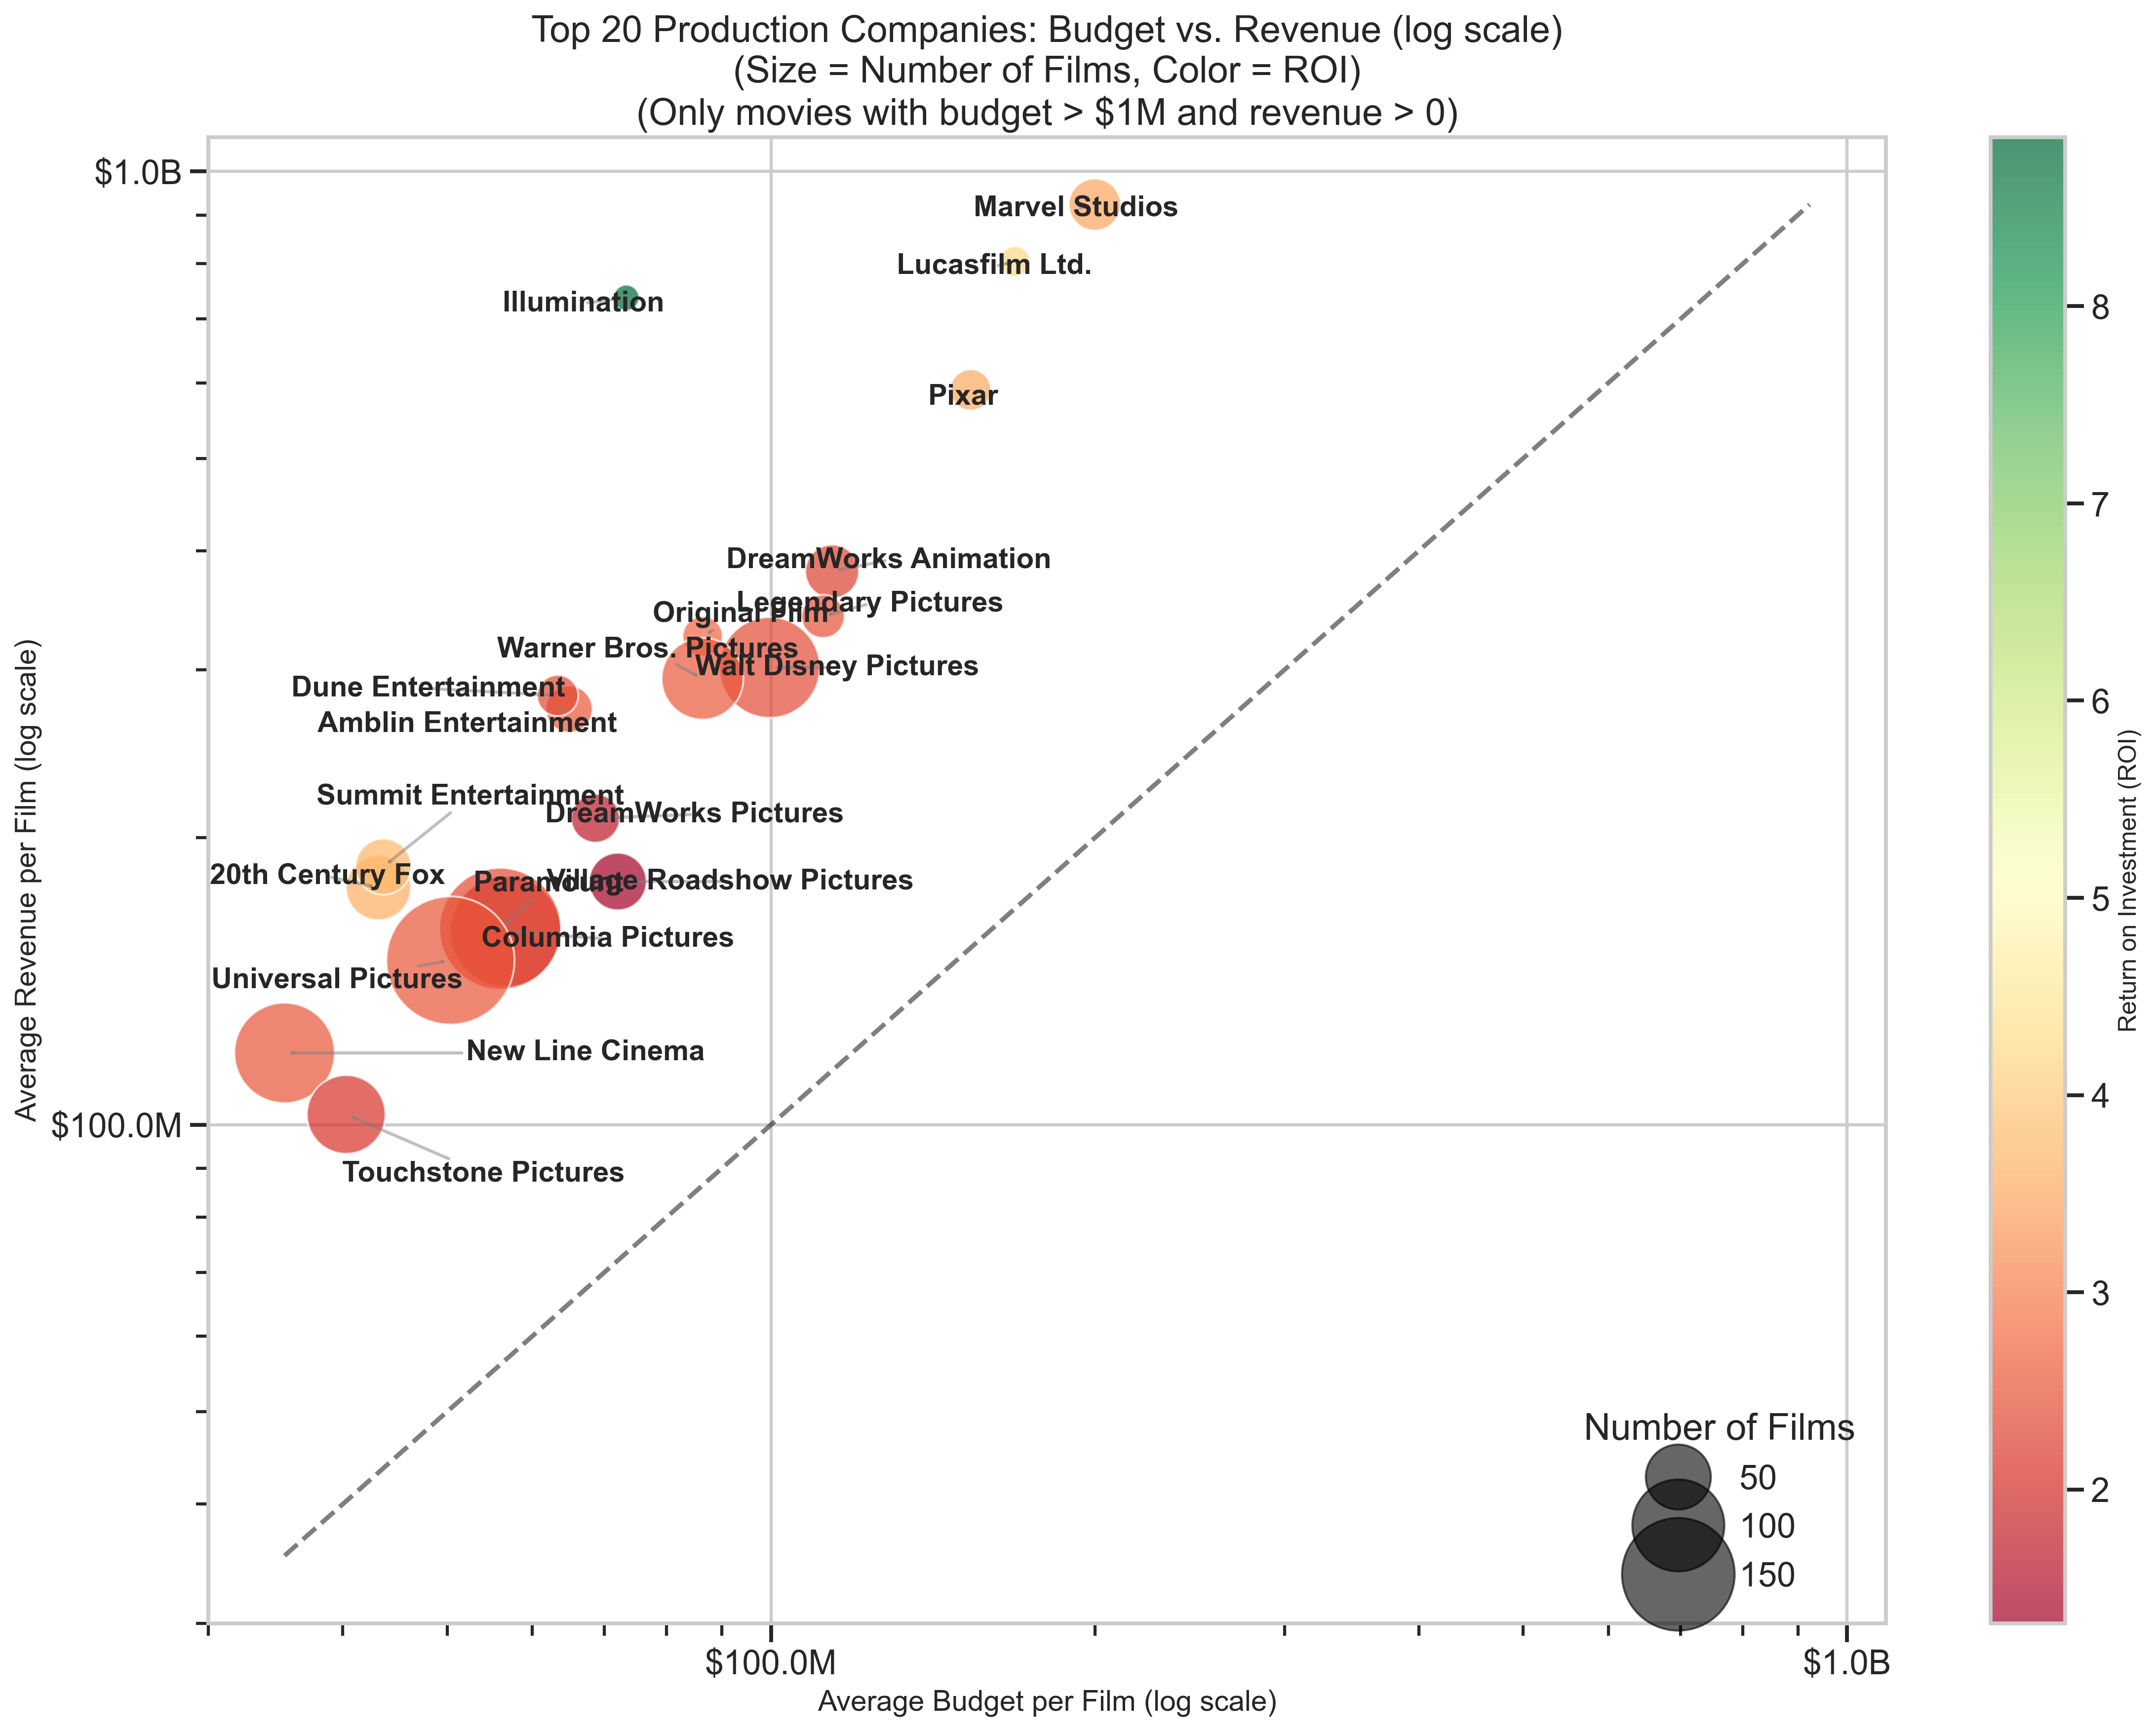 Top 20 Production Companies: Budget vs. Revenue (log scale)
(Size = Number of Films, Color = ROI)
(Only movies with budget > $1M and revenue > 0)
$1.0B
$100.0M
Average Revenue per Film (log scale)
Marvel Studios
Lucasfilm Ltd.
Illumination
Pixar
DreamWorks Animation
Legendary Pictures
Original Film
Warner Bros. Pictures
Walt Disney Pictures
Dune Entertainment
Amblin Entertainment
Summit Entertainment
DreamWorks Pictures
20th Century Fox
Paramount
Village Roadshow Pictures
Columbia Pictures
Universal Pictures
New Line Cinema
Touchstone Pictures
Number of Films
50
100
150
$100.0M
$1.0B
Average Budget per Film (log scale)
8
7
6
5
4
3
2
Return on Investment (ROI)